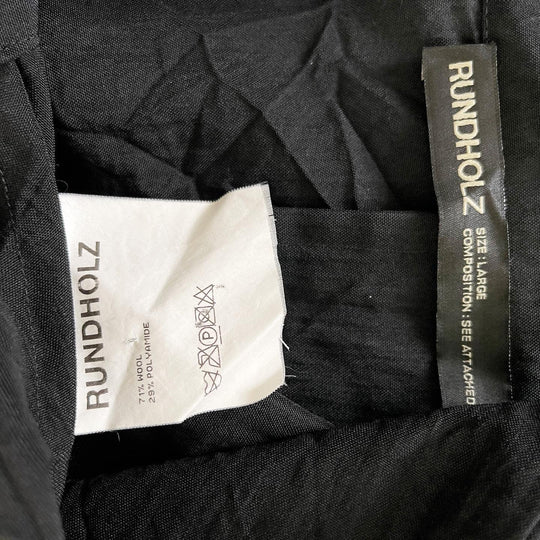 RUNDHOLZ
71% WOOL
29% POLYAMIDE
P
RUNDHOLZ
SIZE : LARGE
COMPOSITION : SEE ATTACHED